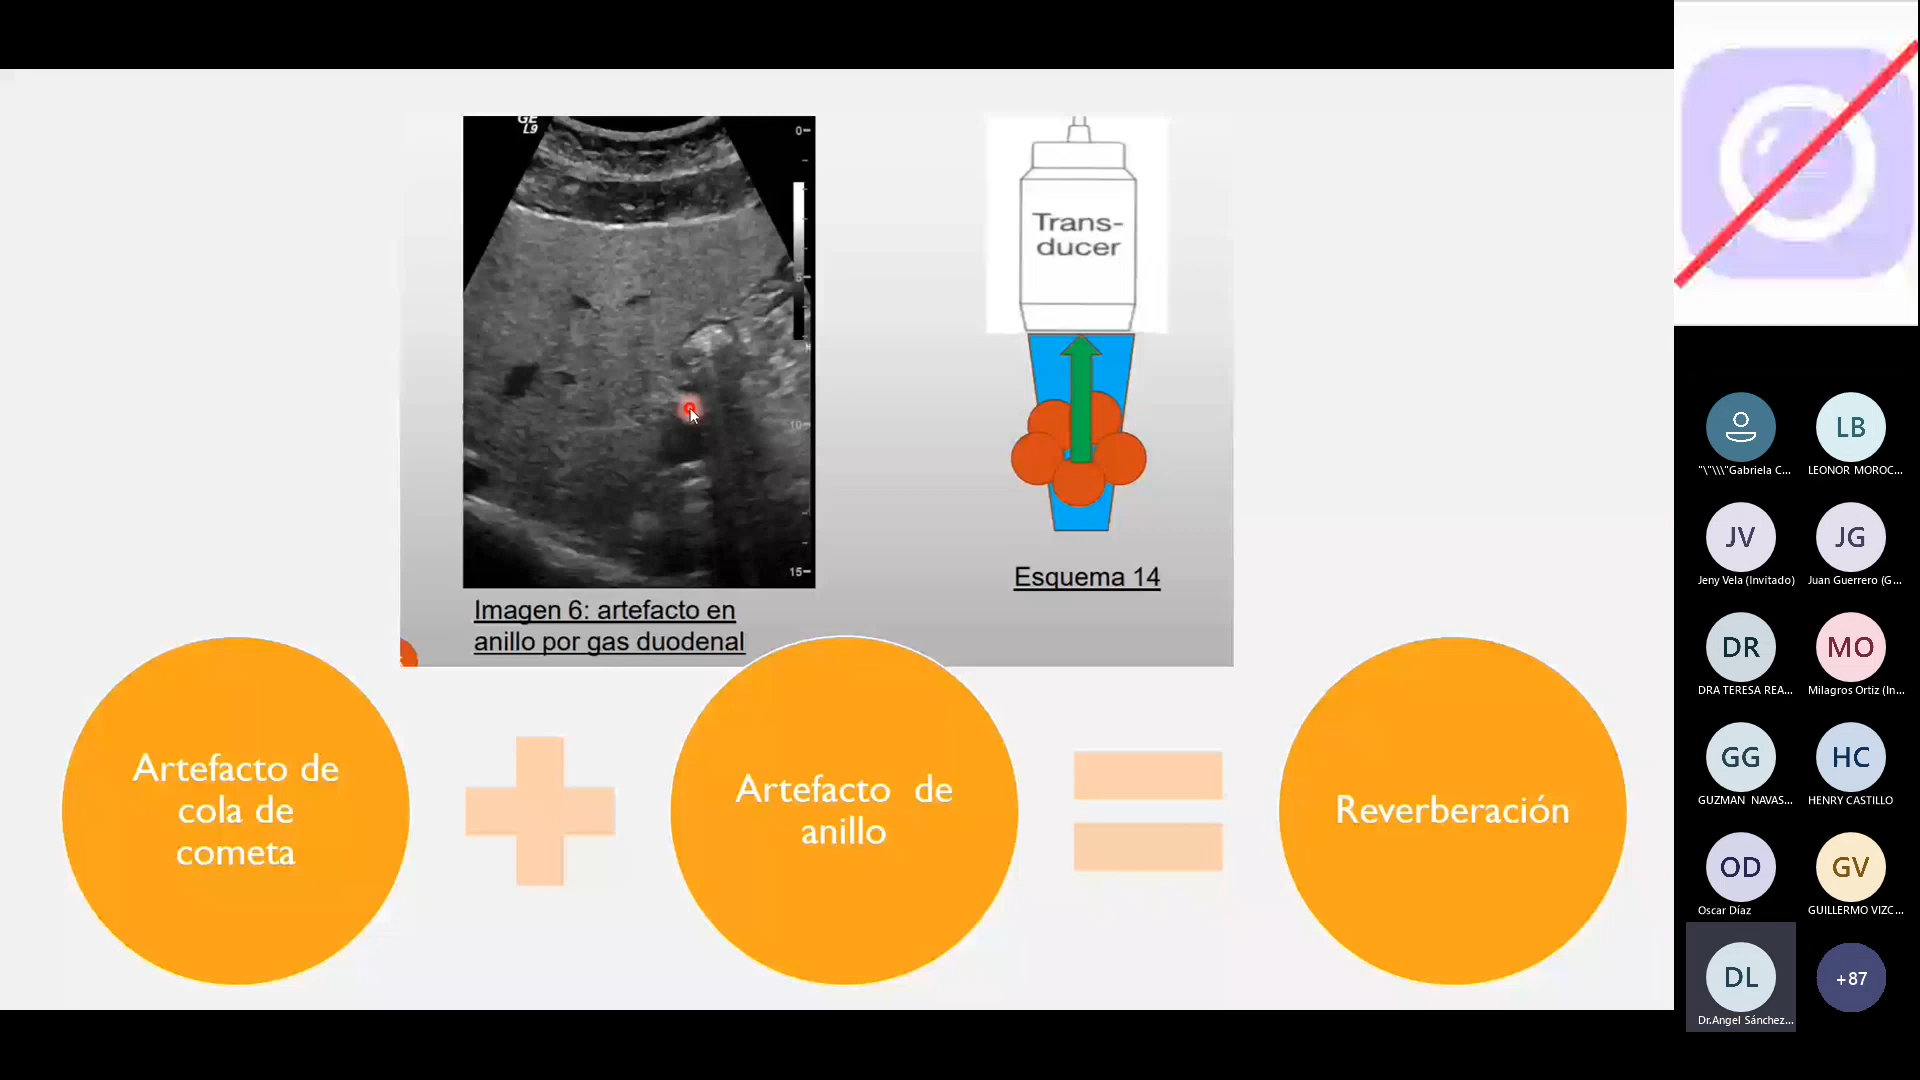 GE
L9
0
5
10
15
Trans-
ducer
Imagen 6: artefacto en
anillo por gas duodenal
Esquema 14
Artefacto de
cola de
cometa
Artefacto de
anillo
Reverberación
"\"\\\"Gabriela C...
LB
LEONOR MOROC...
JV
Jeny Vela (Invitado)
JG
Juan Guerrero (G...
DR
DRA TERESA REA...
MO
Milagros Ortiz (In...
GG
GUZMAN NAVAS...
HC
HENRY CASTILLO
OD
Oscar Díaz
GV
GUILLERMO VIZC...
DL
Dr.Angel Sánchez...
+87